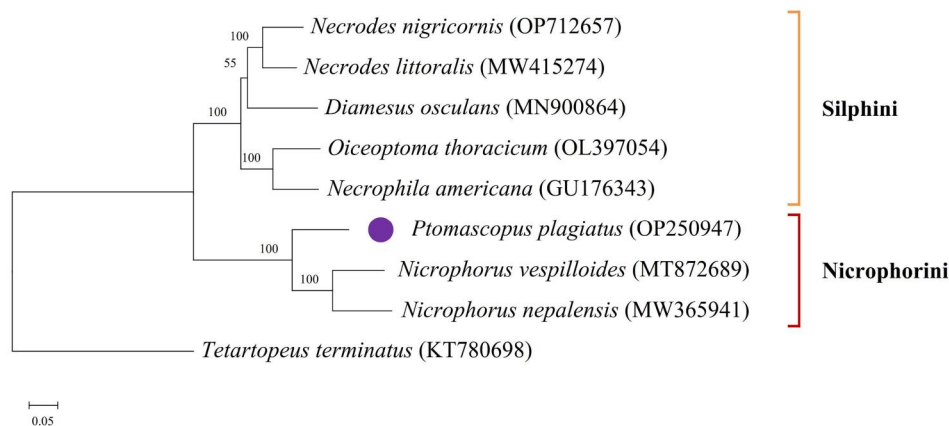 Necrodes nigricornis (OP712657)
100
55
Necrodes littoralis (MW415274)
Diamesus osculans (MN900864)
Silphini
100
Oiceoptoma thoracicum (OL397054)
100
Necrophila americana (GU176343)
Ptomascopus plagiatus (OP250947)
100
Nicrophorus vespilloides (MT872689)
Nicrophorini
100
Nicrophorus nepalensis (MW365941)
Tetartopeus terminatus (KT780698)
0.05